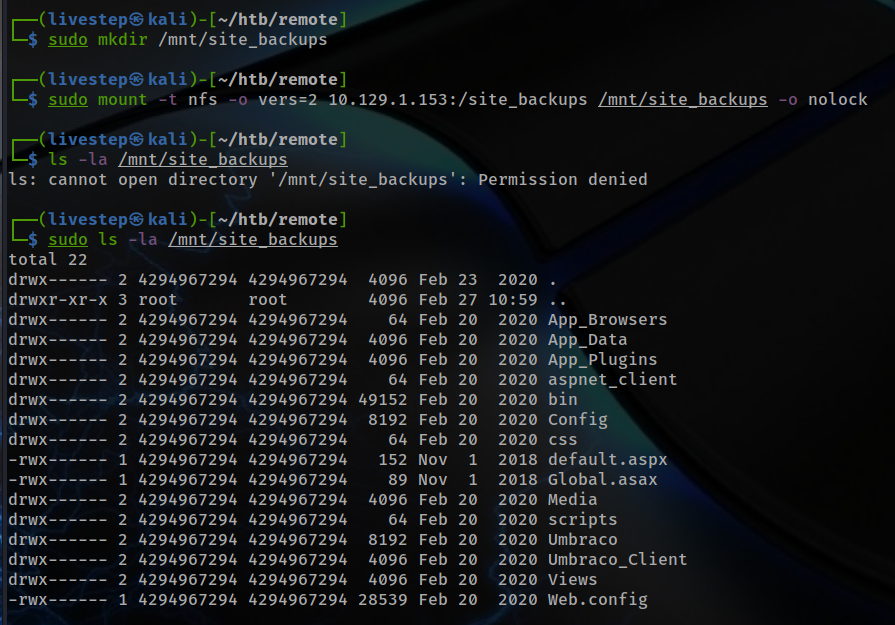 ┌──(livestep㉿kali)-[~/htb/remote]
└─$ sudo mkdir /mnt/site_backups
┌──(livestep㉿kali)-[~/htb/remote]
└─$ sudo mount -t nfs -o vers=2 10.129.1.153:/site_backups /mnt/site_backups -o nolock
┌──(livestep㉿kali)-[~/htb/remote]
└─$ ls -la /mnt/site_backups
ls: cannot open directory '/mnt/site_backups': Permission denied
┌──(livestep㉿kali)-[~/htb/remote]
└─$ sudo ls -la /mnt/site_backups
total 22
drwx------ 2 4294967294 4294967294  4096 Feb 23  2020 .
drwxr-xr-x 3 root       root        4096 Feb 27 10:59 ..
drwx------ 2 4294967294 4294967294    64 Feb 20  2020 App_Browsers
drwx------ 2 4294967294 4294967294  4096 Feb 20  2020 App_Data
drwx------ 2 4294967294 4294967294  4096 Feb 20  2020 App_Plugins
drwx------ 2 4294967294 4294967294    64 Feb 20  2020 aspnet_client
drwx------ 2 4294967294 4294967294 49152 Feb 20  2020 bin
drwx------ 2 4294967294 4294967294  8192 Feb 20  2020 Config
drwx------ 2 4294967294 4294967294    64 Feb 20  2020 css
-rwx------ 1 4294967294 4294967294   152 Nov  1  2018 default.aspx
-rwx------ 1 4294967294 4294967294    89 Nov  1  2018 Global.asax
drwx------ 2 4294967294 4294967294  4096 Feb 20  2020 Media
drwx------ 2 4294967294 4294967294    64 Feb 20  2020 scripts
drwx------ 2 4294967294 4294967294  8192 Feb 20  2020 Umbraco
drwx------ 2 4294967294 4294967294  4096 Feb 20  2020 Umbraco_Client
drwx------ 2 4294967294 4294967294  4096 Feb 20  2020 Views
-rwx------ 1 4294967294 4294967294 28539 Feb 20  2020 Web.config